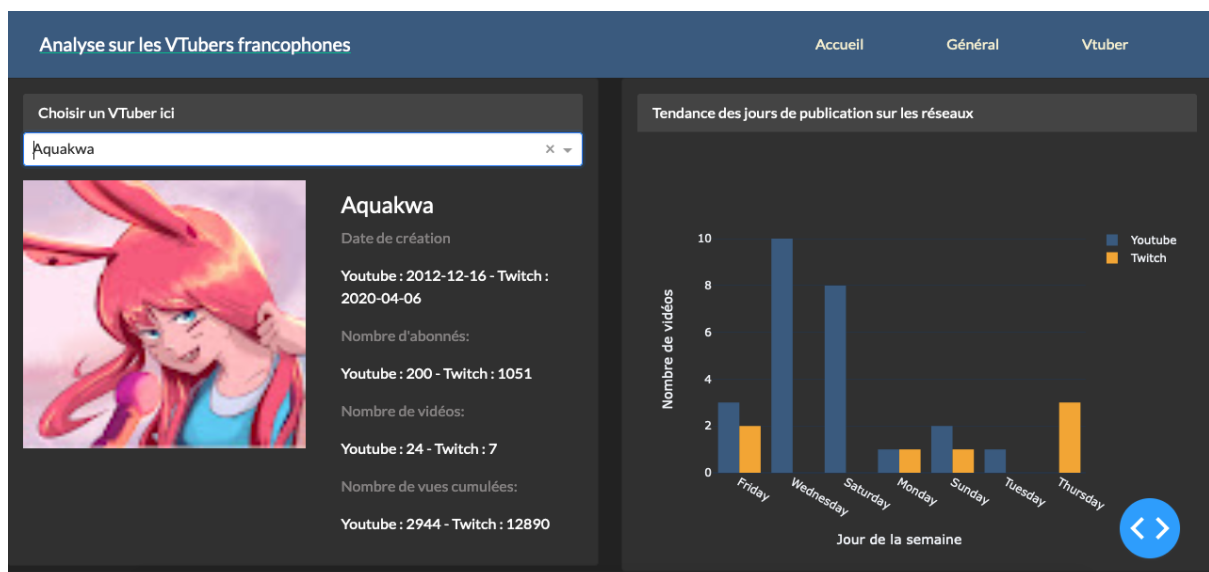 Analyse sur les VTubers francophones
Accueil Général Vtuber
Choisir un VTuber ici
Aquakwa
Aquakwa
Date de création
Youtube : 2012-12-16 - Twitch :
2020-04-06
Nombre d'abonnés:
Youtube : 200 - Twitch : 1051
Nombre de vidéos:
Youtube : 24 - Twitch : 7
Nombre de vues cumulées:
Youtube : 2944 - Twitch : 12890
Tendance des jours de publication sur les réseaux
Youtube
Twitch
Nombre de vidéos
10
8
6
4
2
0
Friday Wednesday Saturday Monday Sunday Tuesday Thursday
Jour de la semaine